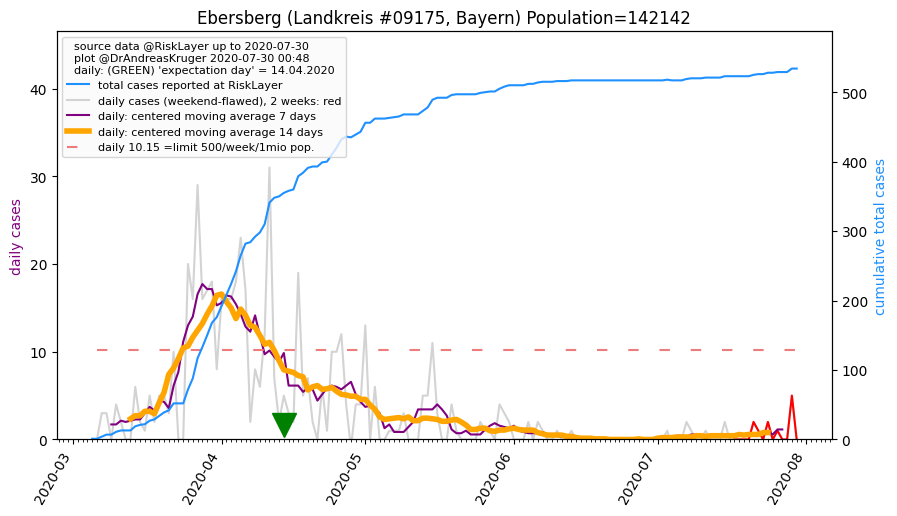 Ebersberg (Landkreis #09175, Bayern) Population=142142
source data @RiskLayer up to 2020-07-30
plot @DrAndreasKruger 2020-07-30 00:48
daily: (GREEN) 'expectation day' = 14.04.2020
total cases reported at RiskLayer
daily cases (weekend-flawed), 2 weeks: red
daily: centered moving average 7 days
daily: centered moving average 14 days
daily 10.15 =limit 500/week/1mio pop.
daily cases
40
30
20
10
0
cumulative total cases
500
400
300
200
100
0
2020-03
2020-04
2020-05
2020-06
2020-07
2020-08